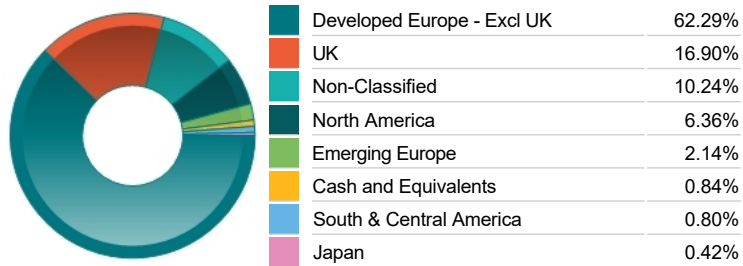 Developed Europe - Excl UK 62.29%
UK 16.90%
Non-Classified 10.24%
North America 6.36%
Emerging Europe 2.14%
Cash and Equivalents 0.84%
South & Central America 0.80%
Japan 0.42%